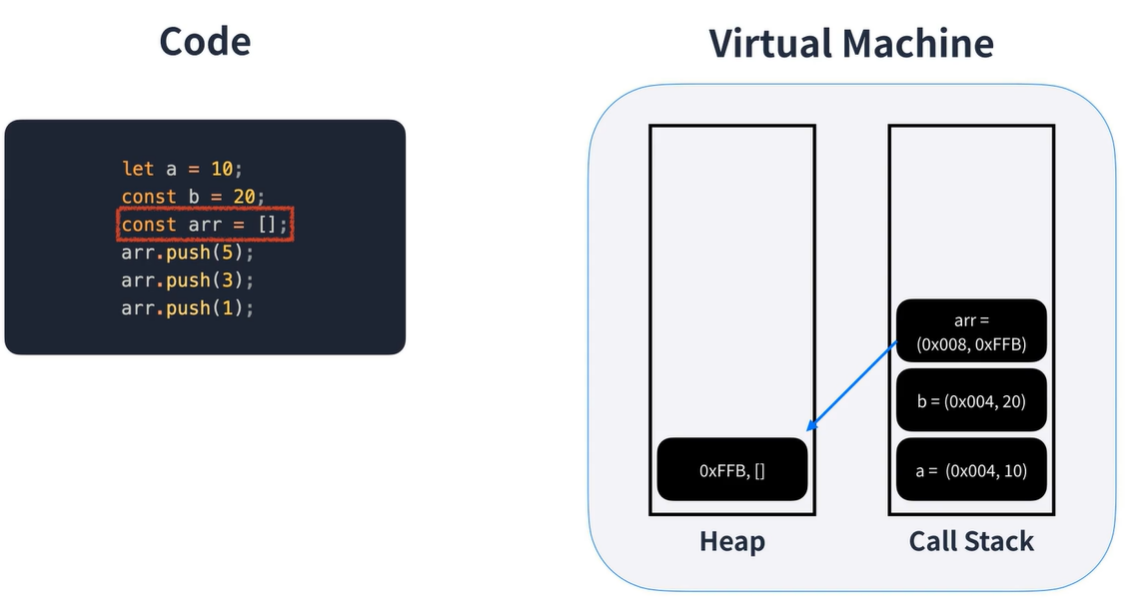 Code
Virtual Machine
let a = 10;
const b = 20;
const arr = [];
arr.push(5);
arr.push(3);
arr.push(1);
arr =
(0x008, 0xFFB)
b = (0x004, 20)
0xFFB, []
a =  (0x004, 10)
Heap
Call Stack